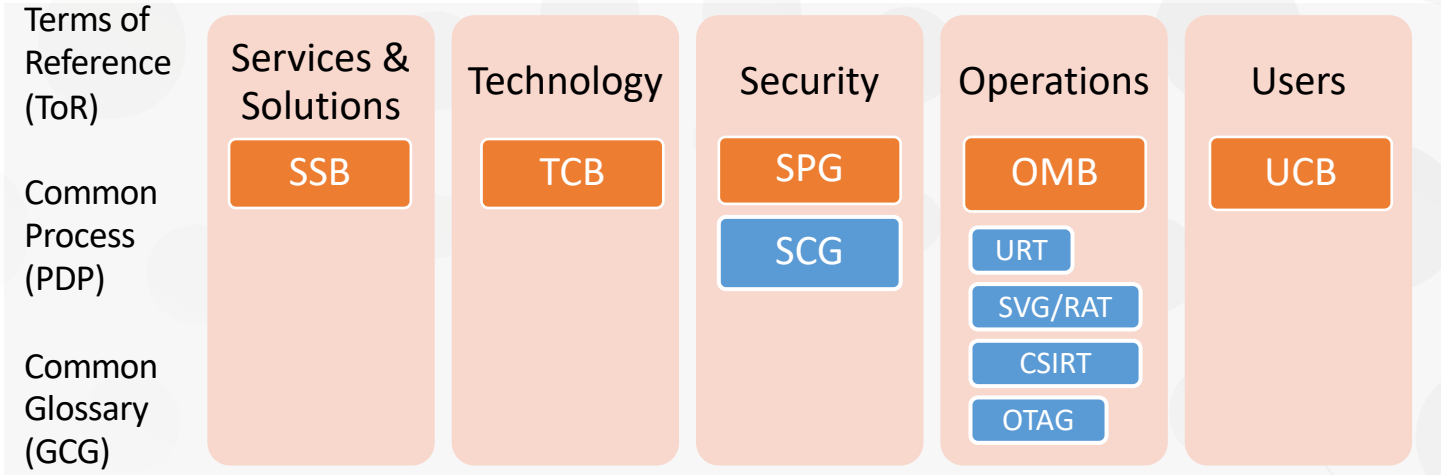 Terms of
Reference
(ToR)
Common
Process
(PDP)
Common
Glossary
(GCG)
Services &
Solutions
SSB
Technology
TCB
Security
SPG
SCG
Operations
OMB
URT
SVG/RAT
CSIRT
OTAG
Users
UCB